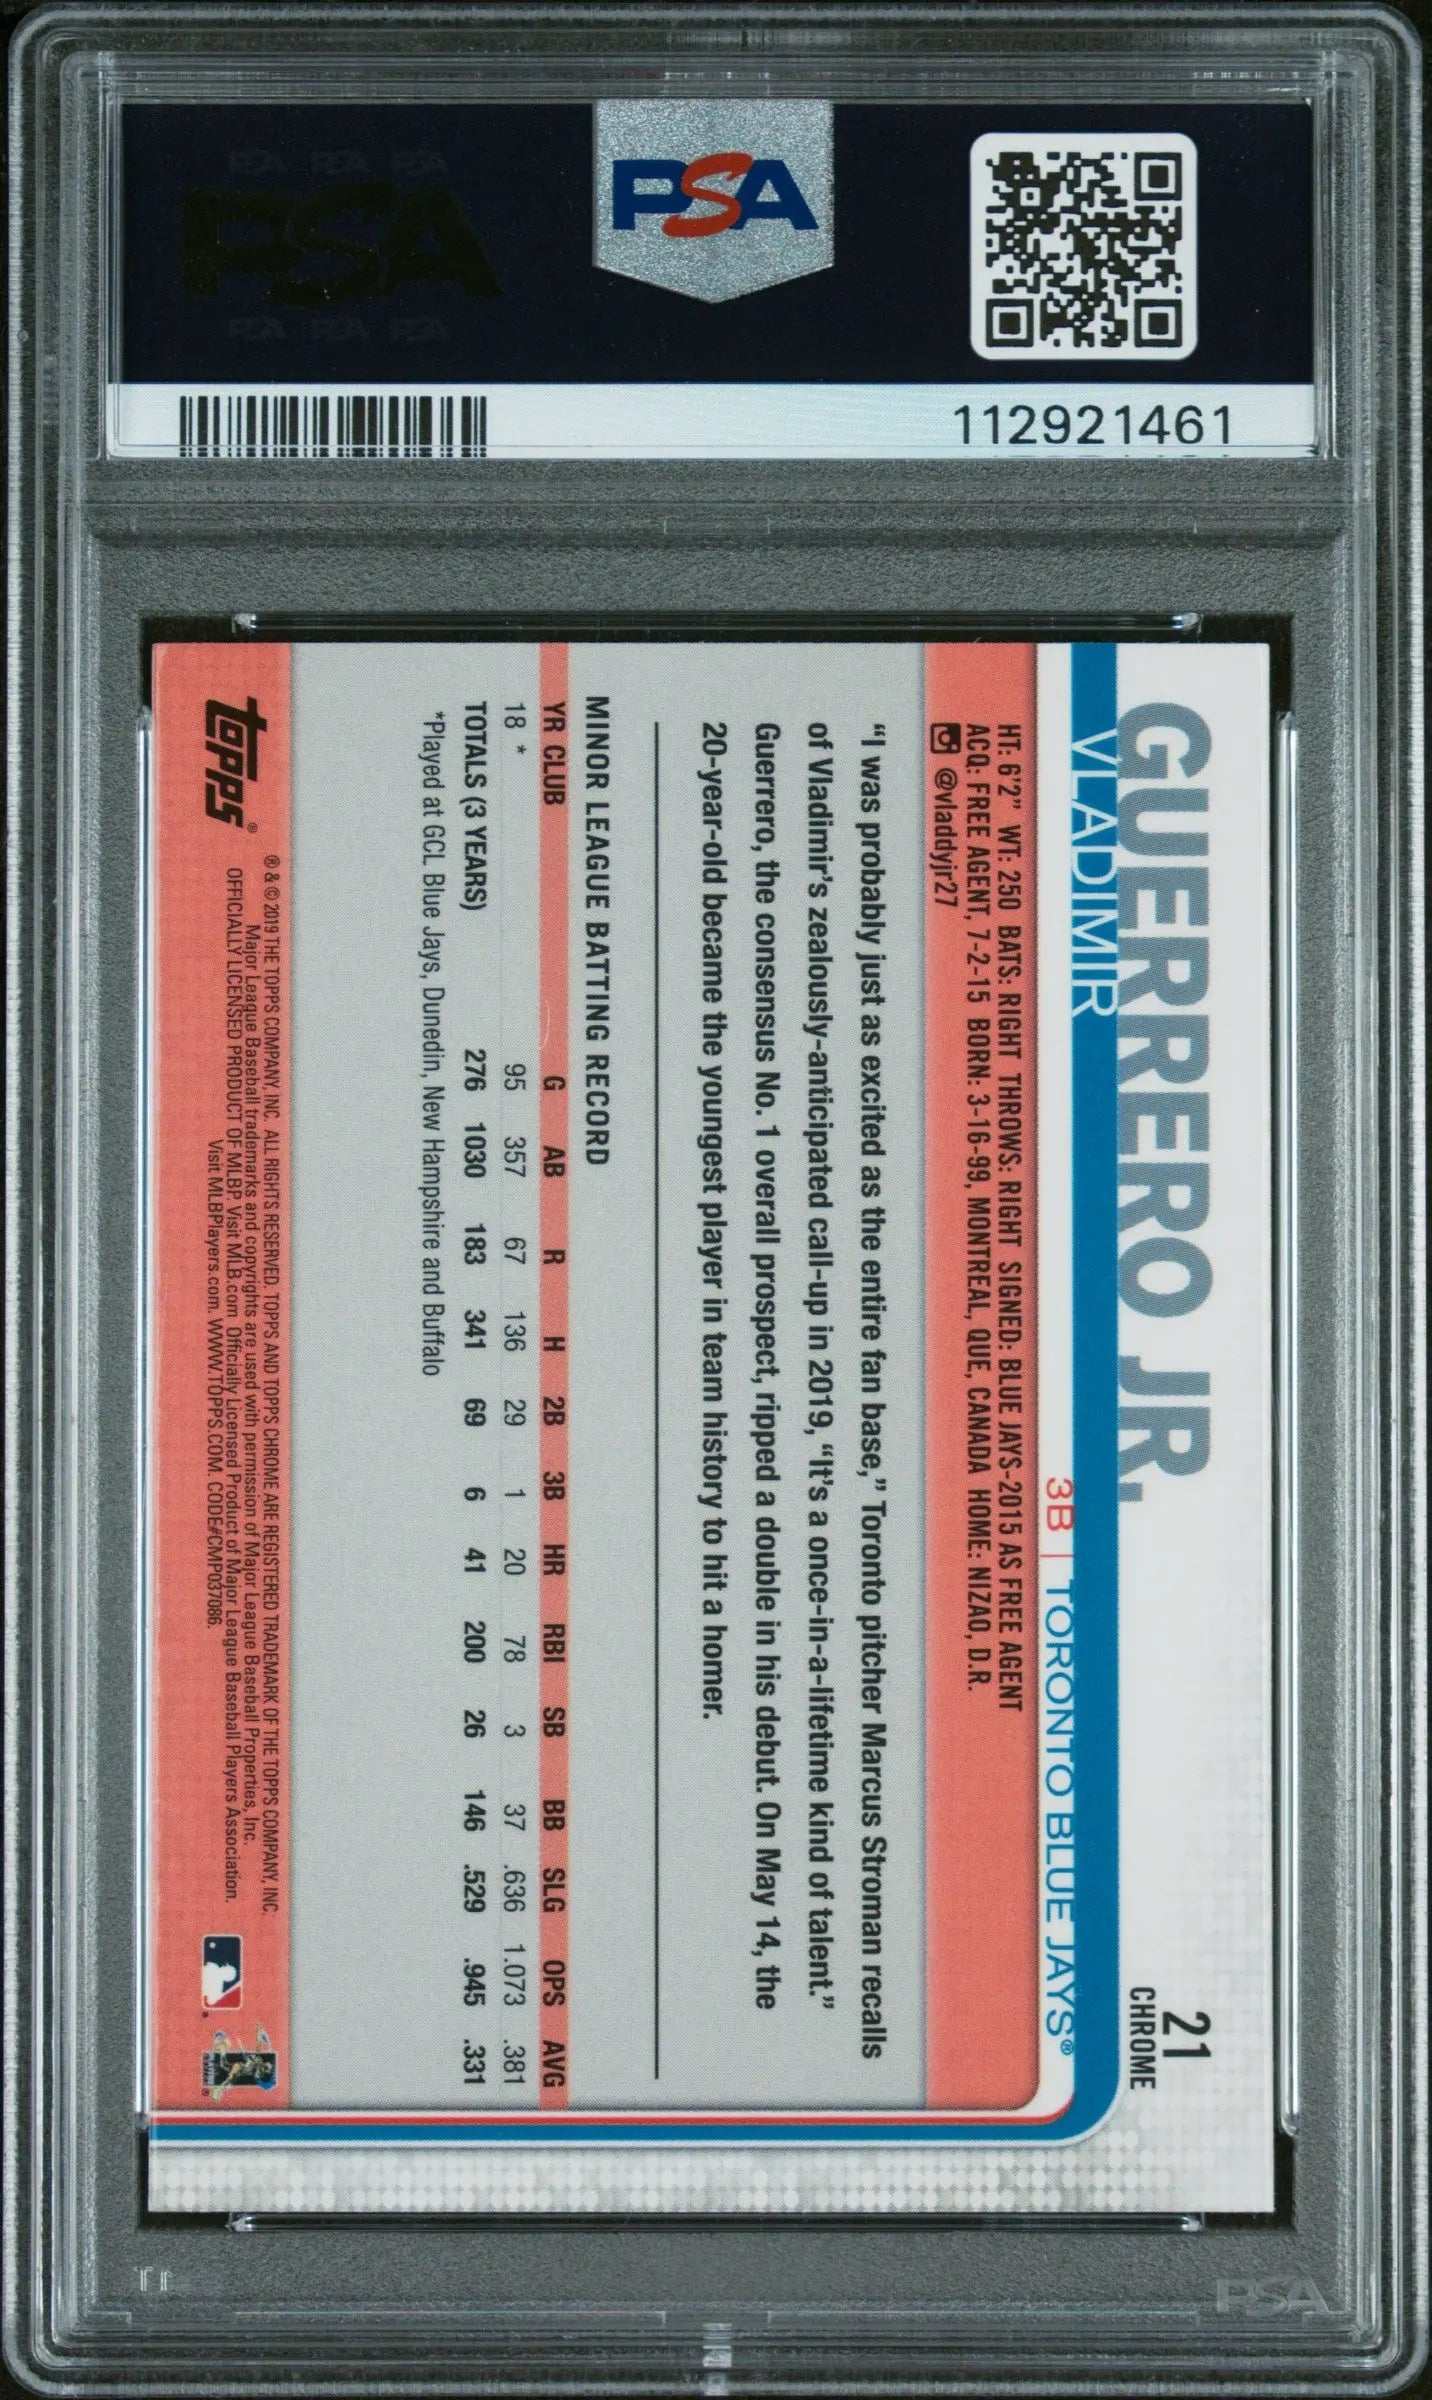 PSA PSA PSA
PSA
PSA PSA PSA
PSA
112921461
GUERRERO JR.
21
CHROME
VLADIMIR
3B | TORONTO BLUE JAYS®
HT: 6'2" WT: 250 BATS: RIGHT THROWS: RIGHT SIGNED: BLUE JAYS-2015 AS FREE AGENT
ACQ: FREE AGENT, 7-2-15 BORN: 3-16-99, MONTREAL, QUE, CANADA HOME: NIZAO, D.R.
@vladdyjr27
“I was probably just as excited as the entire fan base,” Toronto pitcher Marcus Stroman recalls
of Vladimir’s zealously-anticipated call-up in 2019, “It’s a once-in-a-lifetime kind of talent.”
Guerrero, the consensus No. 1 overall prospect, ripped a double in his debut. On May 14, the
20-year-old became the youngest player in team history to hit a homer.
MINOR LEAGUE BATTING RECORD
YR CLUB G AB R H 2B 3B HR RBI SB BB SLG OPS AVG
18 * 95 357 67 136 29 1 20 78 3 37 .636 1.073 .381
TOTALS (3 YEARS) 276 1030 183 341 69 6 41 200 26 146 .529 .945 .331
*Played at GCL Blue Jays, Dunedin, New Hampshire and Buffalo
topps®
® & © 2019 THE TOPPS COMPANY, INC. ALL RIGHTS RESERVED. TOPPS AND TOPPS CHROME ARE REGISTERED TRADEMARK OF THE TOPPS COMPANY, INC.
Major League Baseball trademarks and copyrights are used with permission of Major League Baseball Properties, Inc.
OFFICIALLY LICENSED PRODUCT OF MLBP. Visit MLB.com Officially Licensed Product of Major League Baseball Players Association.
Visit MLBPlayers.com. WWW.TOPPS.COM. CODE#CMP037086.
PSA